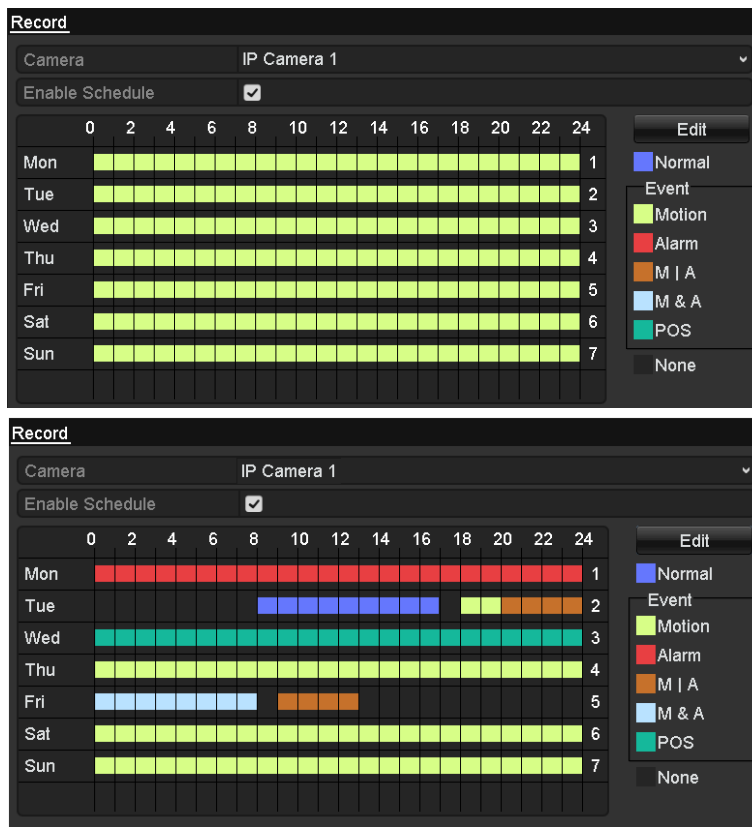 Record
Camera IP Camera 1
Enable Schedule
0 2 4 6 8 10 12 14 16 18 20 22 24 Edit
Mon 1 Normal
Event
Tue 2
Motion
Wed 3
Alarm
Thu 4
M | A
Fri 5
M & A
Sat 6
POS
Sun 7
None
Record
Camera IP Camera 1
Enable Schedule
0 2 4 6 8 10 12 14 16 18 20 22 24 Edit
Mon 1 Normal
Event
Tue 2
Motion
Wed 3
Alarm
Thu 4
M | A
Fri 5
M & A
Sat 6
POS
Sun 7
None